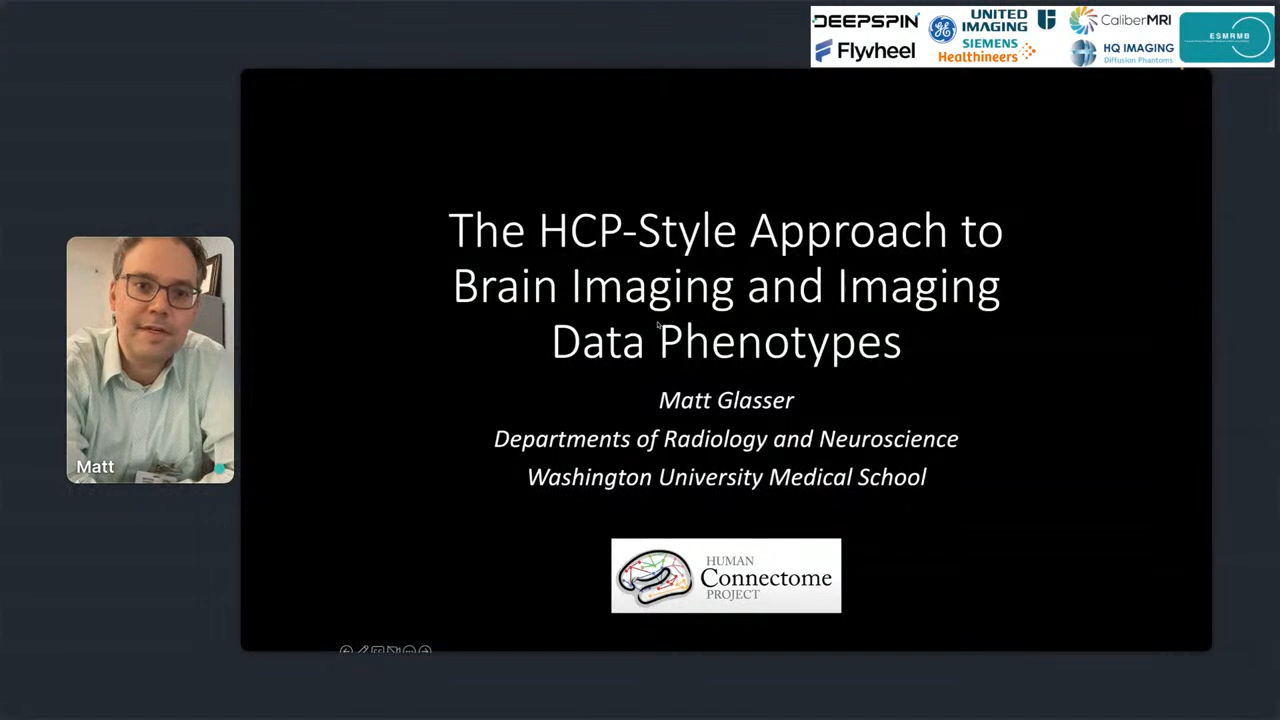 DEEPSPIN
UNITED
IMAGING
CaliberMRI
ESMRMB
Flywheel
SIEMENS
Healthineers
HQ IMAGING
Diffusion Phantoms
The HCP-Style Approach to
Brain Imaging and Imaging
Data Phenotypes
Matt Glasser
Departments of Radiology and Neuroscience
Washington University Medical School
Matt
HUMAN
Connectome
PROJECT